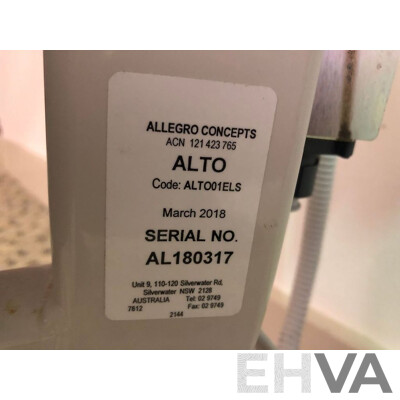 ALLEGRO CONCEPTS
ACN 121 423 765
ALTO
Code: ALTO01ELS
March 2018
SERIAL NO.
AL180317
Unit 9, 110-120 Silverwater Rd,
Silverwater NSW 2128
AUSTRALIA Tel: 02 9749
7812 Fax: 02 9749
2144
EHVA